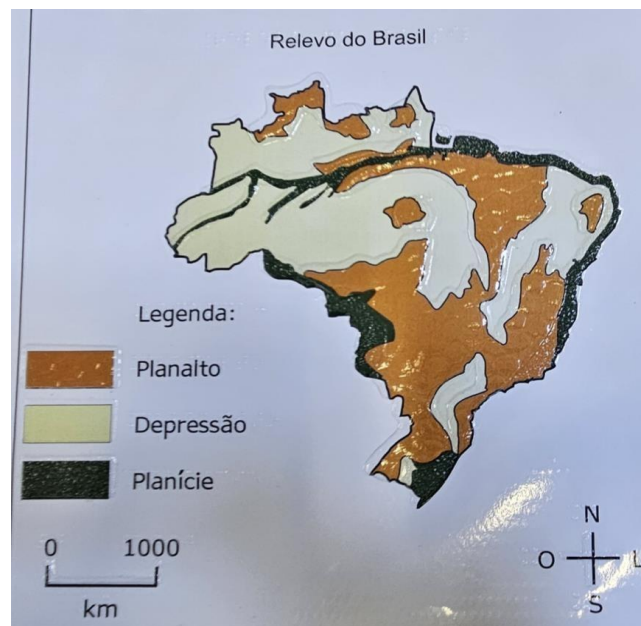 Relevo do Brasil
Legenda:
Planalto
Depressão
Planície
0 1000
km
N
O L
S